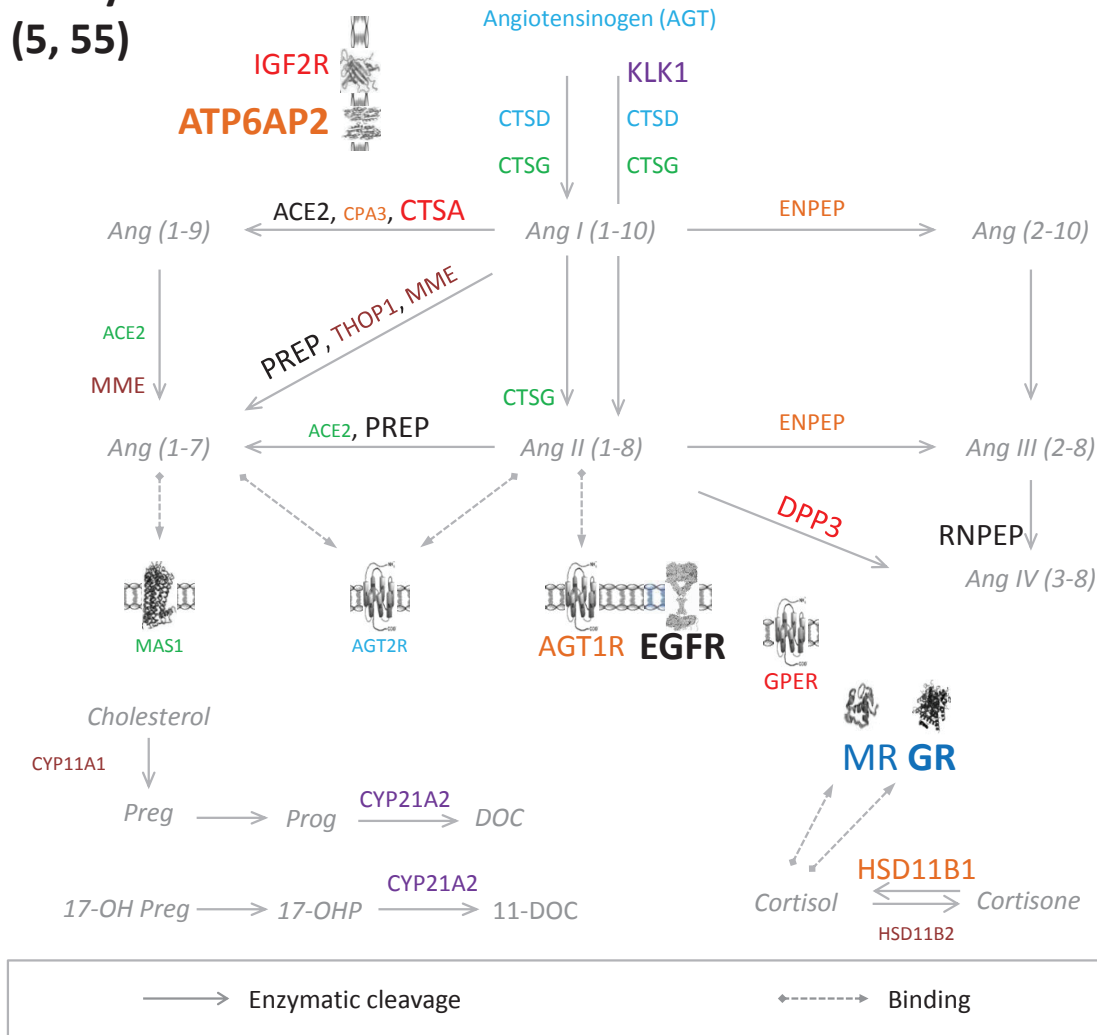 (5, 55)
Angiotensinogen (AGT)
IGF2R
KLK1
ATP6AP2
CTSD
CTSD
CTSG
CTSG
ACE2, CPA3, CTSA
ENPEP
Ang (1-9)
Ang I (1-10)
Ang (2-10)
PREP, THOP1, MME
ACE2
MME
CTSG
ACE2, PREP
ENPEP
Ang (1-7)
Ang II (1-8)
Ang III (2-8)
DPP3
RNPEP
Ang IV (3-8)
MAS1
AGT2R
AGT1R EGFR
GPER
Cholesterol
MR GR
CYP11A1
Preg
Prog
CYP21A2
DOC
17-OH Preg
17-OHP
CYP21A2
11-DOC
HSD11B1
Cortisol
Cortisone
HSD11B2
Enzymatic cleavage
Binding